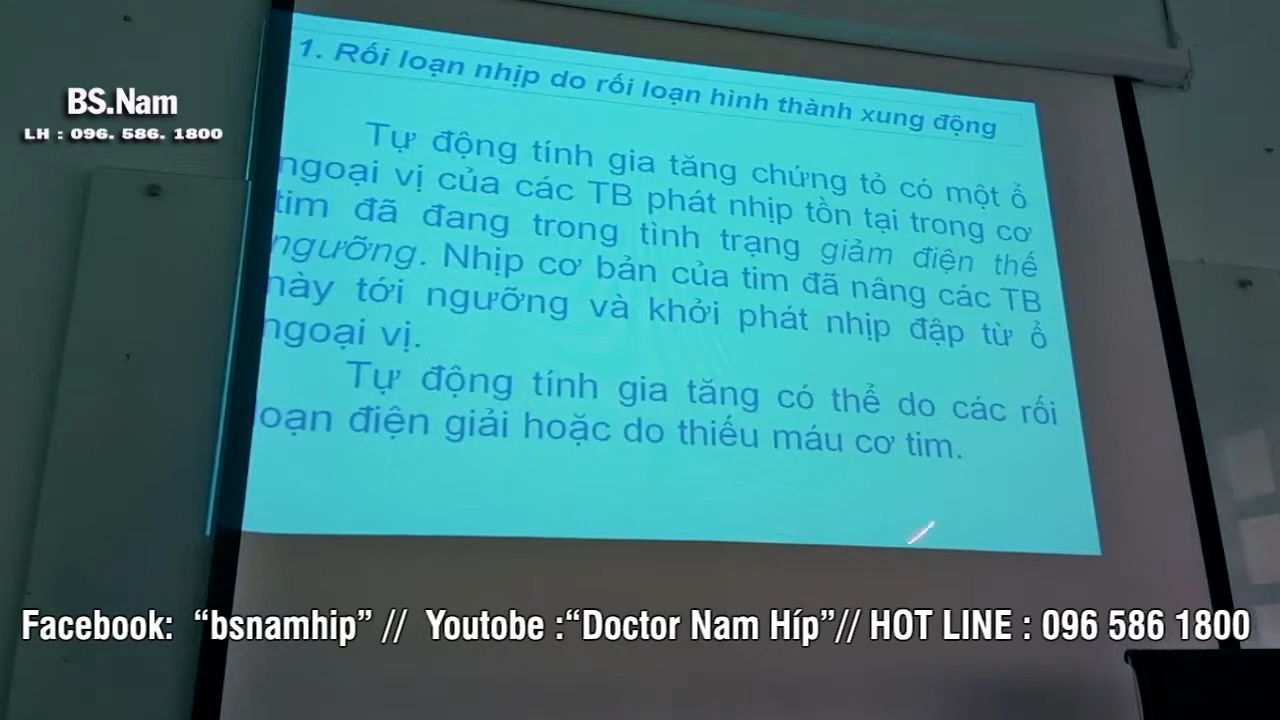 BS.Nam
LH : 096. 586. 1800
1. Rối loạn nhịp do rối loạn hình thành xung động
Tự động tính gia tăng chứng tỏ có một ổ
ngoại vị của các TB phát nhịp tồn tại trong cơ
tim đã đang trong tình trạng giảm điện thế
ngưỡng. Nhịp cơ bản của tim đã nâng các TB
này tới ngưỡng và khởi phát nhịp đập từ ổ
ngoại vị.
Tự động tính gia tăng có thể do các rối
loạn điện giải hoặc do thiếu máu cơ tim.
Facebook: “bsnamhip” // Youtobe :“Doctor Nam Híp”// HOT LINE : 096 586 1800